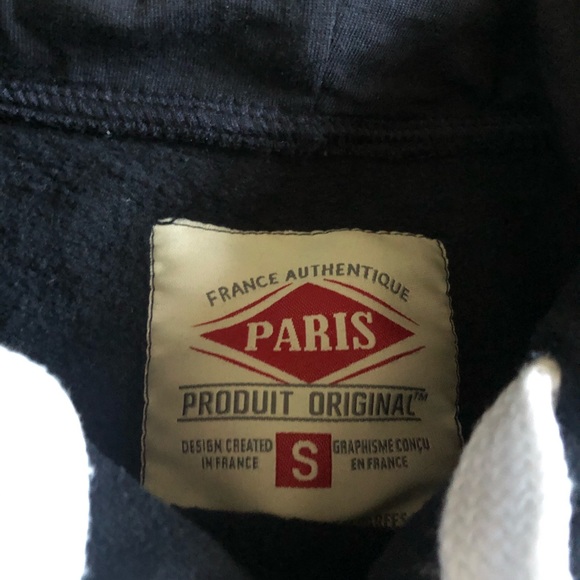 FRANCE AUTHENTIQUE
PARIS
PRODUIT ORIGINAL™
DESIGN CREATED
IN FRANCE
S
GRAPHISME CONÇU
EN FRANCE